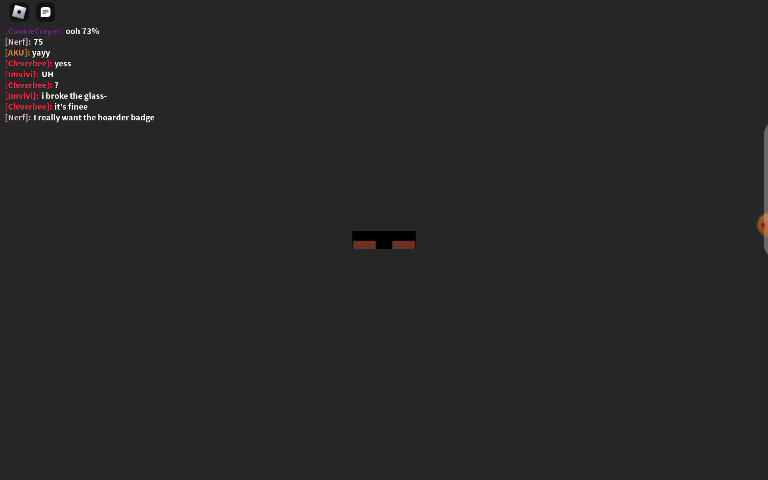 [CookieCrepe]: ooh 73%
[Nerf]: 75
[AKU]: yayy
[Cleverbee]: yess
[Imvivi]: UH
[Cleverbee]: ?
[Imvivi]: i broke the glass-
[Cleverbee]: it's finee
[Nerf]: I really want the hoarder badge